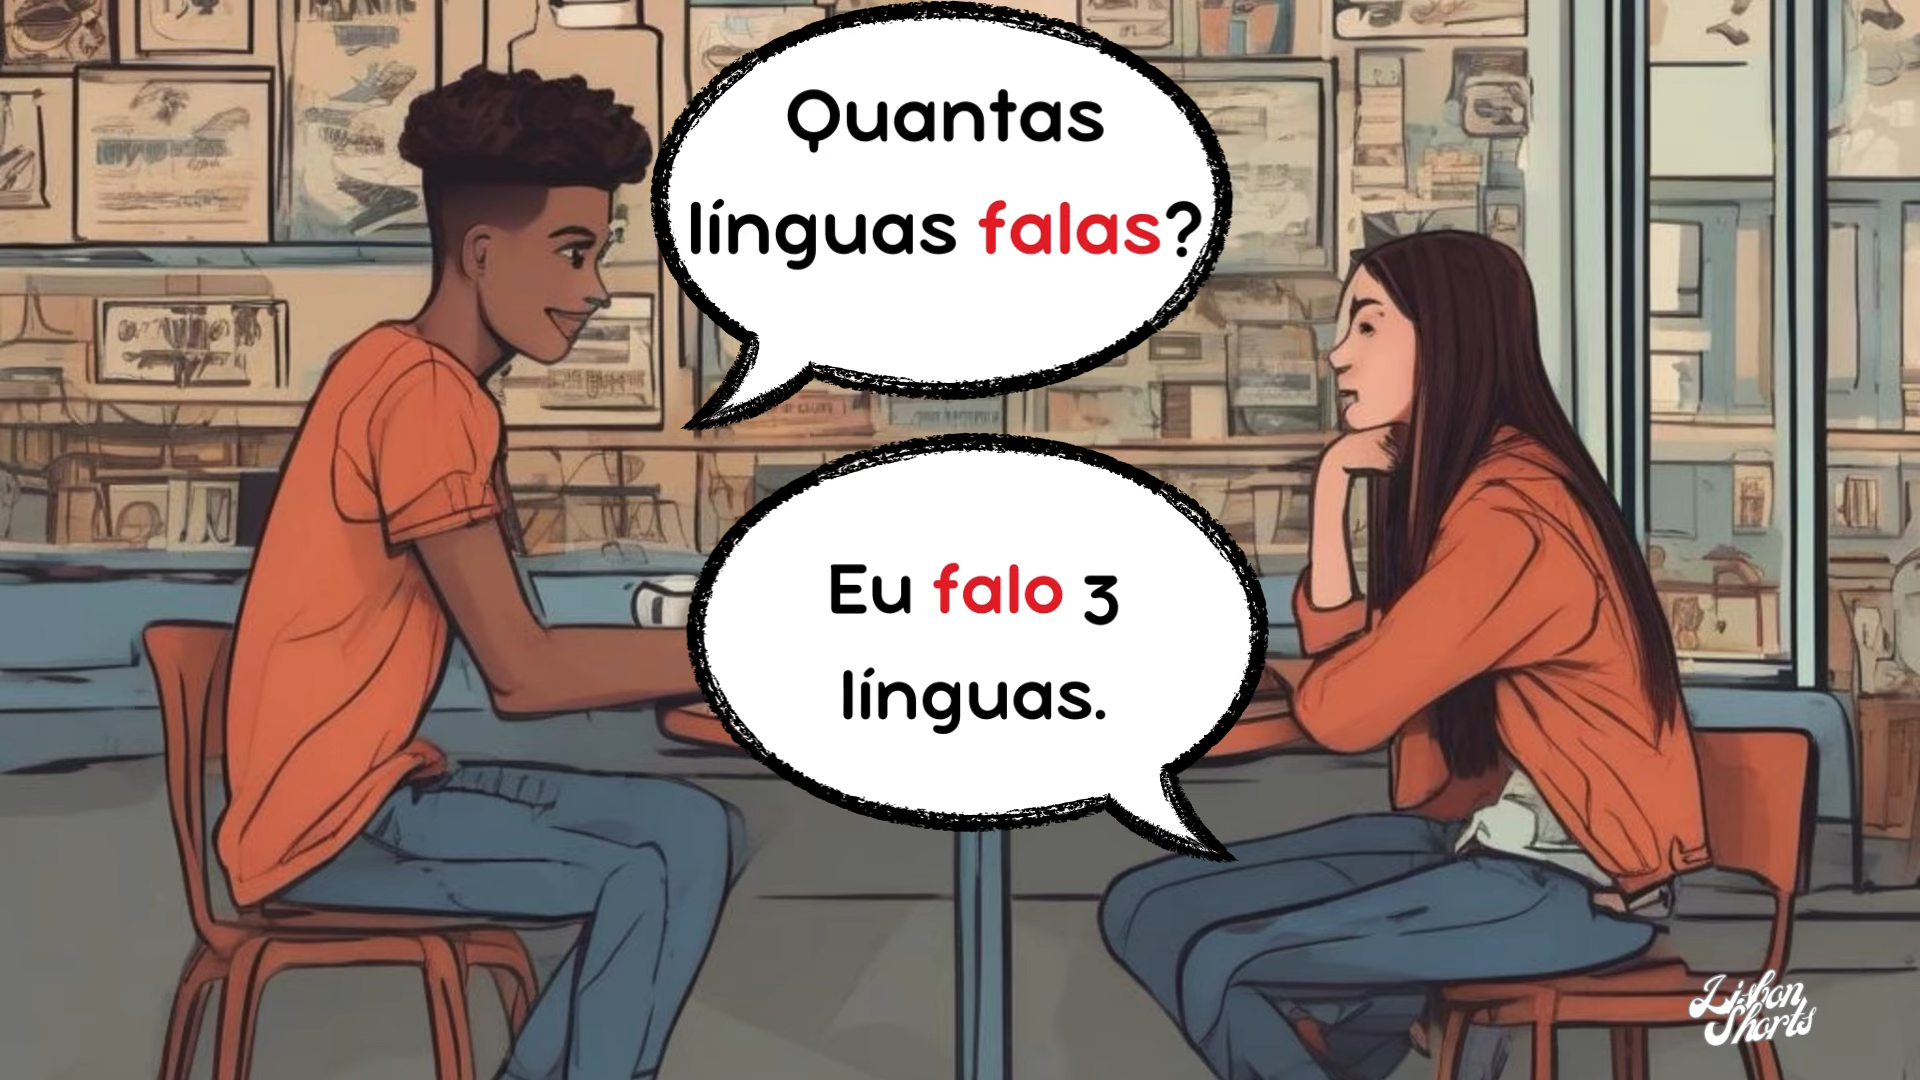 Quantas
línguas falas?
Eu falo 3
línguas.
Lisbon
Shorts